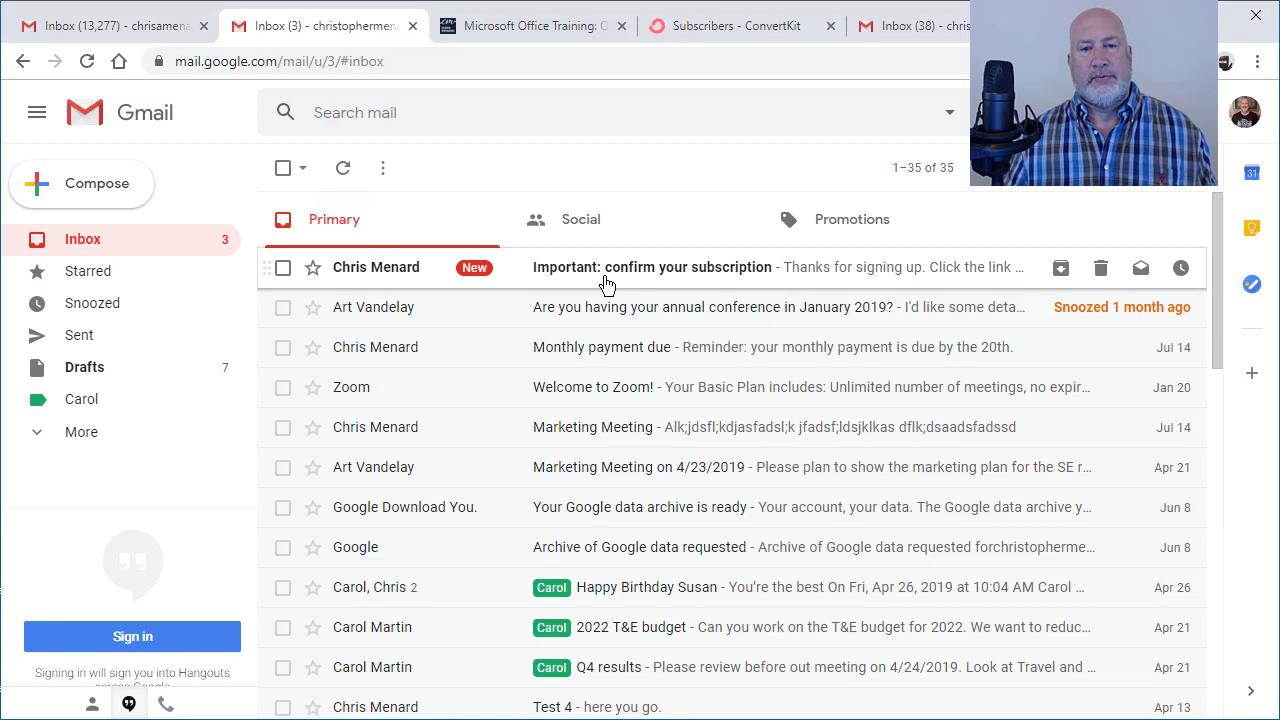 Inbox (13,277) - chrisamena
Inbox (3) - christophermena
Microsoft Office Training: O
Subscribers - ConvertKit
Inbox (38) - chris
mail.google.com/mail/u/3/#inbox
Gmail
Search mail
Compose
1–35 of 35
Inbox 3
Starred
Snoozed
Sent
Drafts 7
Carol
More
Primary
Social
Promotions
Chris Menard New Important: confirm your subscription - Thanks for signing up. Click the link …
Art Vandelay Are you having your annual conference in January 2019? - I'd like some deta… Snoozed 1 month ago
Chris Menard Monthly payment due - Reminder: your monthly payment is due by the 20th. Jul 14
Zoom Welcome to Zoom! - Your Basic Plan includes: Unlimited number of meetings, no expir… Jan 20
Chris Menard Marketing Meeting - Alk;jdsfl;kdjasfadsl;k jfadsf;ldsjklkas dflk;dsaadsfadssd Jul 14
Art Vandelay Marketing Meeting on 4/23/2019 - Please plan to show the marketing plan for the SE r… Apr 21
Google Download You. Your Google data archive is ready - Your account, your data. The Google data archive y… Jun 8
Google Archive of Google data requested - Archive of Google data requested forchristopherme… Jun 8
Carol, Chris 2 Carol Happy Birthday Susan - You're the best On Fri, Apr 26, 2019 at 10:04 AM Carol … Apr 26
Carol Martin Carol 2022 T&E budget - Can you work on the T&E budget for 2022. We want to reduc… Apr 21
Carol Martin Carol Q4 results - Please review before out meeting on 4/24/2019. Look at Travel and … Apr 21
Chris Menard Test 4 - here you go. Apr 13
Sign in
Signing in will sign you into Hangouts
across Google
31